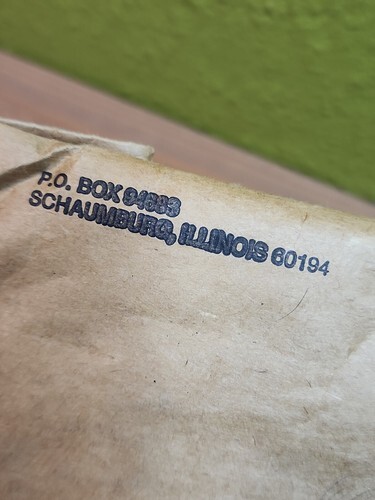 P.O. BOX 94683
SCHAUMBURG, ILLINOIS 60194